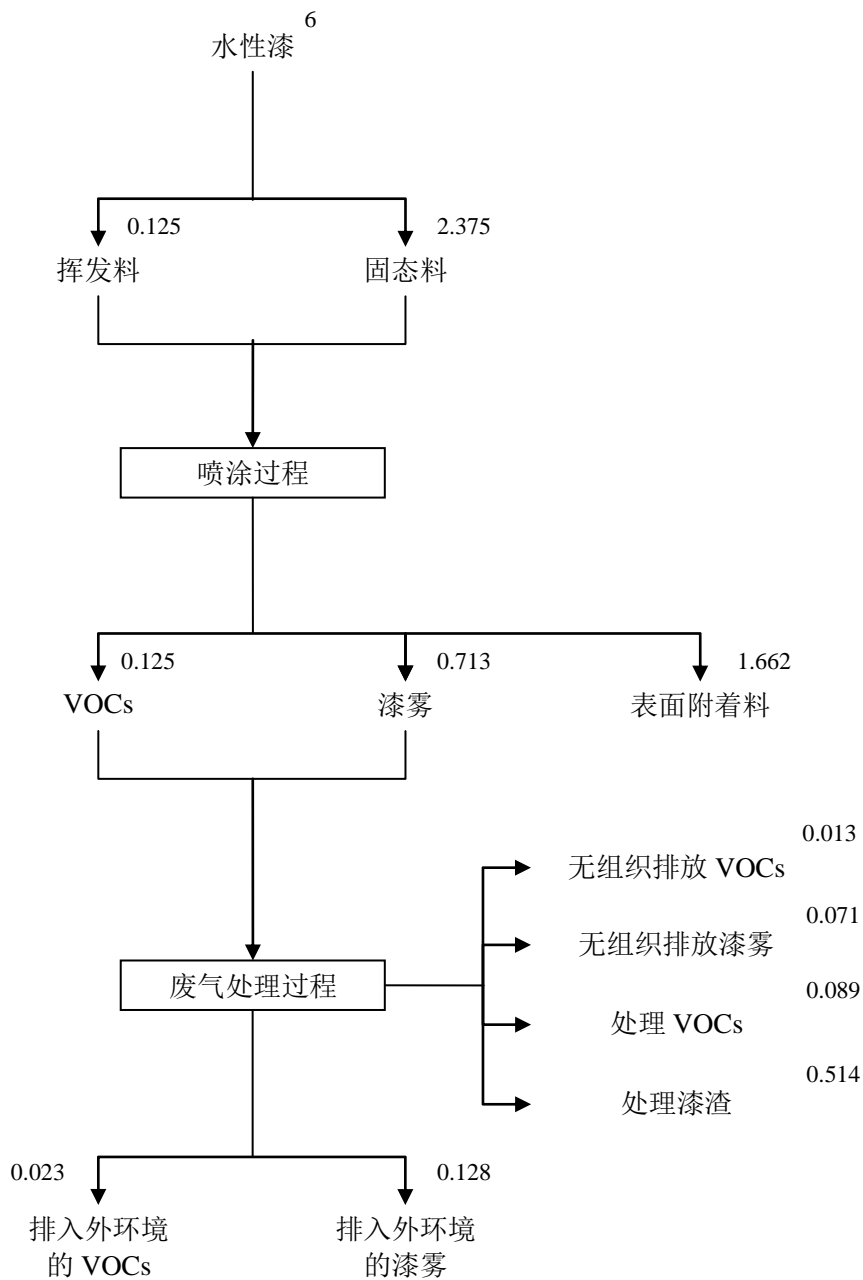 6
水性漆
0.125
2.375
挥发料
固态料
喷涂过程
0.125
0.713
1.662
VOCs
漆雾
表面附着料
0.013
无组织排放 VOCs
0.071
无组织排放漆雾
0.089
废气处理过程
处理 VOCs
0.514
处理漆渣
0.023
0.128
排入外环境
的 VOCs
排入外环境
的漆雾